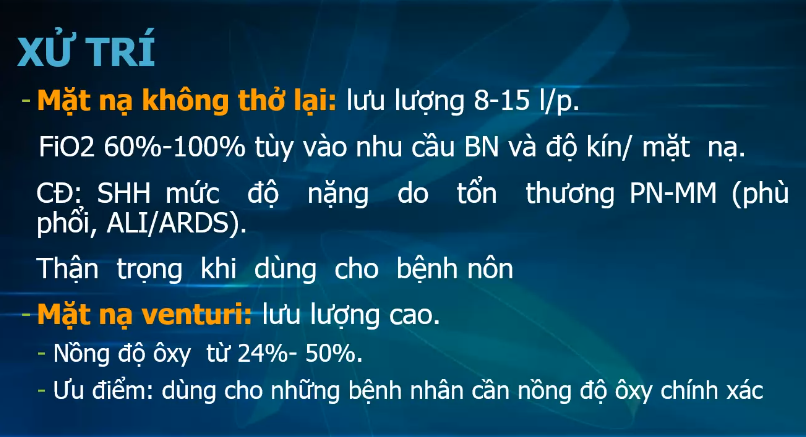 XỬ TRÍ
- Mặt nạ không thở lại: lưu lượng 8-15 l/p.
FiO2 60%-100% tùy vào nhu cầu BN và độ kín/ mặt nạ.
CĐ: SHH mức độ nặng do tổn thương PN-MM (phù
phổi, ALI/ARDS).
Thận trọng khi dùng cho bệnh nôn
- Mặt nạ venturi: lưu lượng cao.
- Nồng độ ôxy từ 24%- 50%.
- Ưu điểm: dùng cho những bệnh nhân cần nồng độ ôxy chính xác